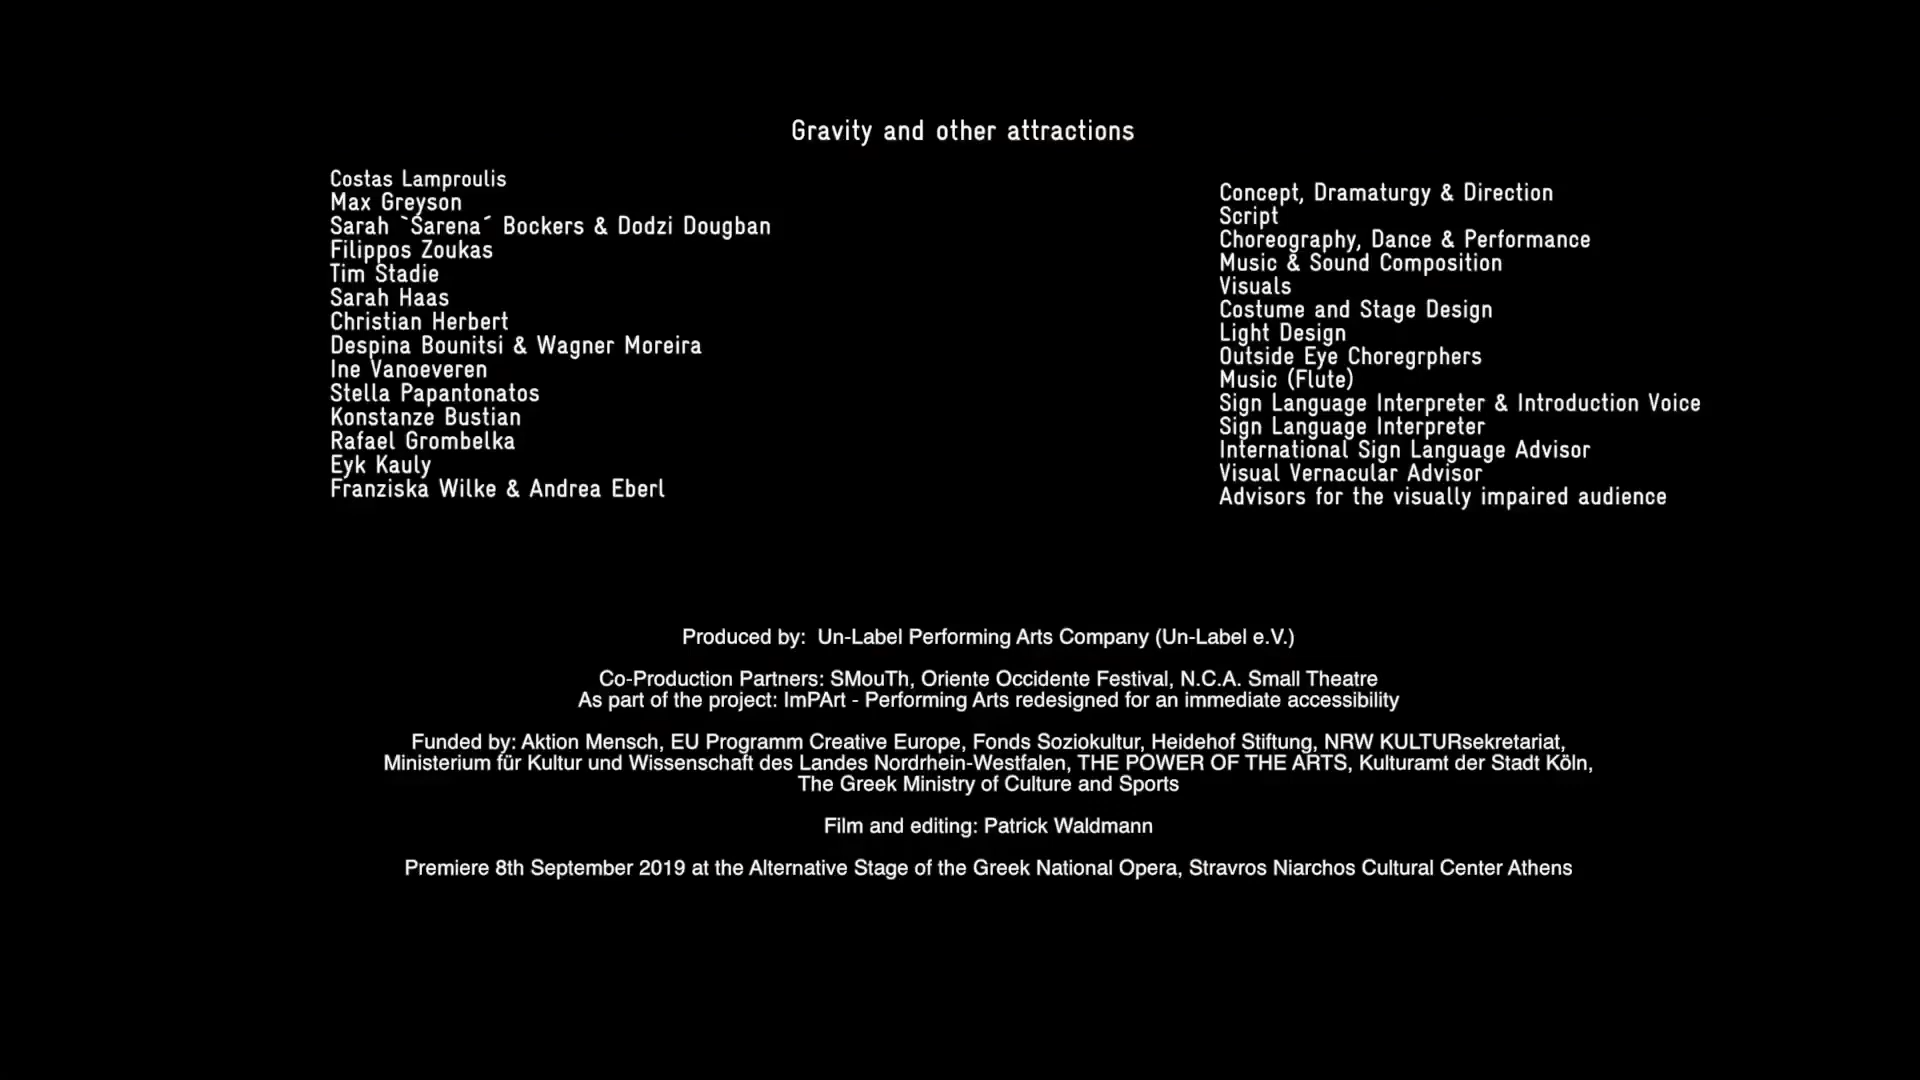 Gravity and other attractions
Costas Lamproulis
Max Greyson
Sarah `Sarena´ Bockers & Dodzi Dougban
Filippos Zoukas
Tim Stadie
Sarah Haas
Christian Herbert
Despina Bounitsi & Wagner Moreira
Ine Vanoeveren
Stella Papantonatos
Konstanze Bustian
Rafael Grombelka
Eyk Kauly
Franziska Wilke & Andrea Eberl
Concept, Dramaturgy & Direction
Script
Choreography, Dance & Performance
Music & Sound Composition
Visuals
Costume and Stage Design
Light Design
Outside Eye Choregrphers
Music (Flute)
Sign Language Interpreter & Introduction Voice
Sign Language Interpreter
International Sign Language Advisor
Visual Vernacular Advisor
Advisors for the visually impaired audience
Produced by:  Un-Label Performing Arts Company (Un-Label e.V.)
Co-Production Partners: SMouTh, Oriente Occidente Festival, N.C.A. Small Theatre
As part of the project: ImPArt - Performing Arts redesigned for an immediate accessibility
Funded by: Aktion Mensch, EU Programm Creative Europe, Fonds Soziokultur, Heidehof Stiftung, NRW KULTURsekretariat,
Ministerium für Kultur und Wissenschaft des Landes Nordrhein-Westfalen, THE POWER OF THE ARTS, Kulturamt der Stadt Köln,
The Greek Ministry of Culture and Sports
Film and editing: Patrick Waldmann
Premiere 8th September 2019 at the Alternative Stage of the Greek National Opera, Stravros Niarchos Cultural Center Athens